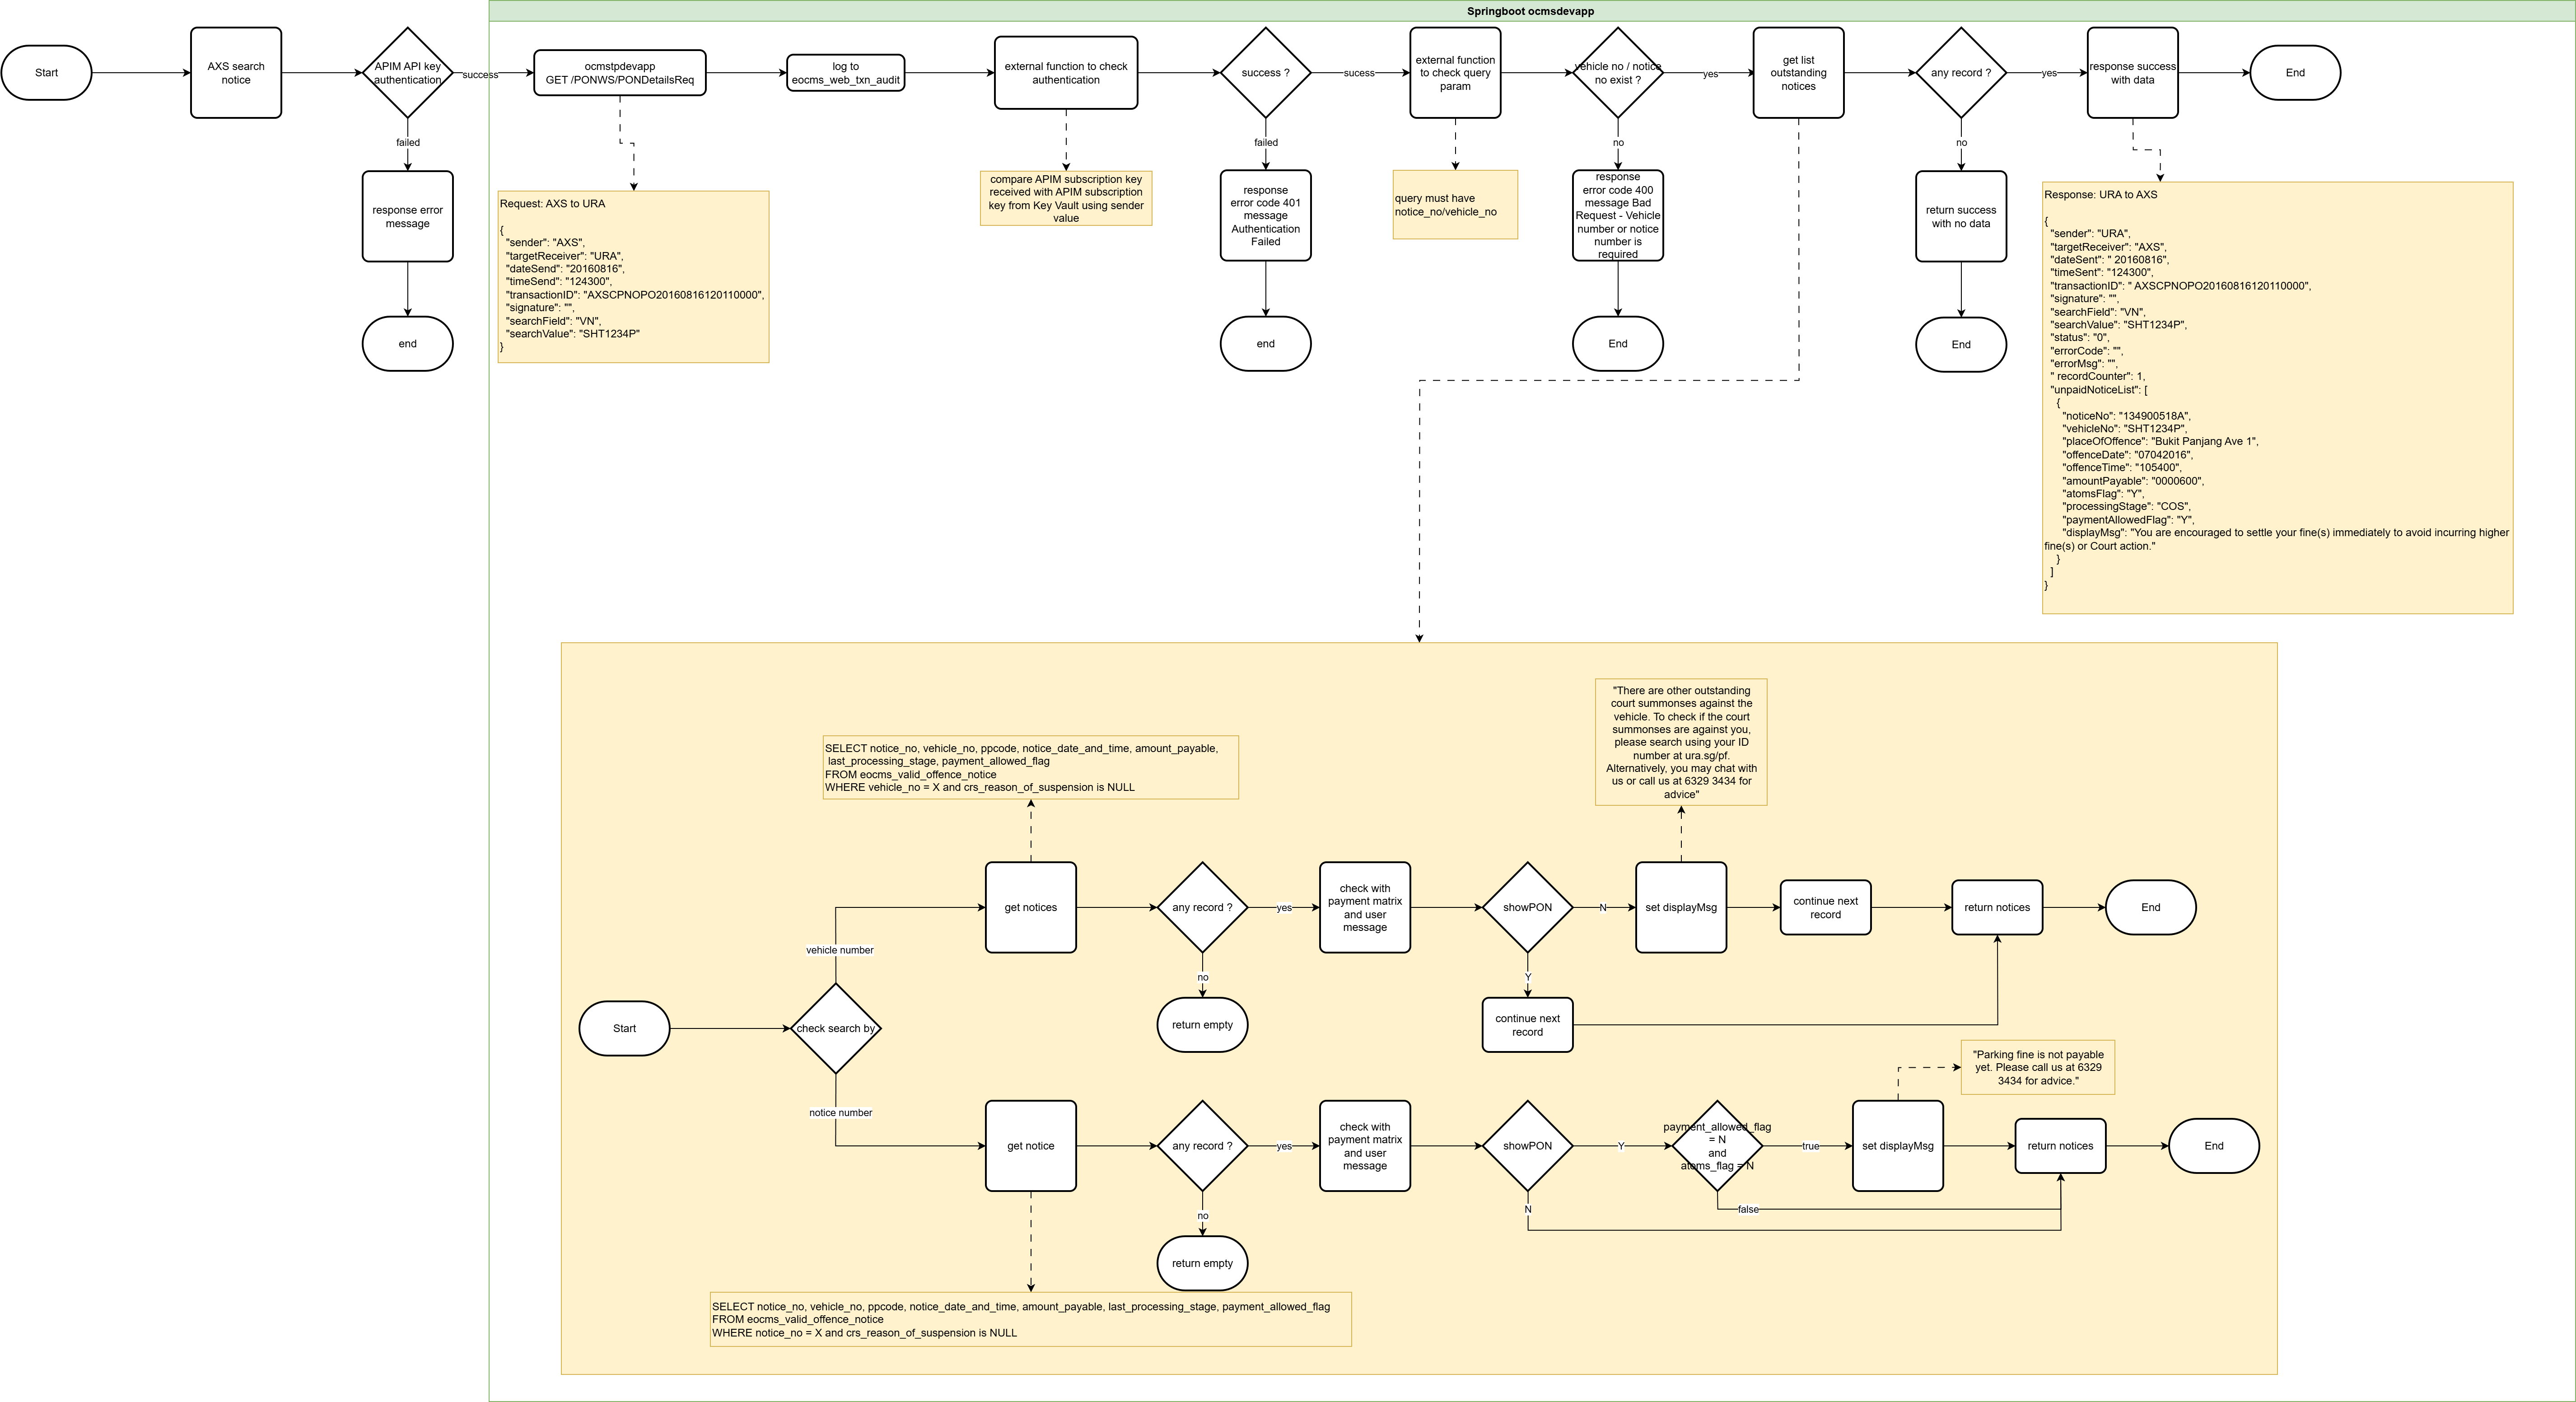 Springboot ocmsdevapp
Start
AXS search
notice
APIM API key
authentication
success
failed
response error
message
end
ocmstpdevapp
GET /PONWS/PONDetailsReq
log to
eocms_web_txn_audit
external function to check
authentication
success ?
success
failed
external function
to check query
param
vehicle no / notice
no exist ?
yes
no
get list
outstanding
notices
any record ?
yes
no
response success
with data
End
Request: AXS to URA
{
"sender": "AXS",
"targetReceiver": "URA",
"dateSend": "20160816",
"timeSend": "124300",
"transactionID": "AXSCPNOPO20160816120110000",
"signature": "",
"searchField": "VN",
"searchValue": "SHT1234P"
}
compare APIM subscription key
received with APIM subscription
key from Key Vault using sender
value
response
error code 401
message
Authentication
Failed
end
query must have
notice_no/vehicle_no
response
error code 400
message Bad
Request - Vehicle
number or notice
number is
required
End
return success
with no data
End
Response: URA to AXS
{
"sender": "URA",
"targetReceiver": "AXS",
"dateSent": " 20160816",
"timeSent": "124300",
"transactionID": " AXSCPNOPO20160816120110000",
"signature": "",
"searchField": "VN",
"searchValue": "SHT1234P",
"status": "0",
"errorCode": "",
"errorMsg": "",
" recordCounter": 1,
"unpaidNoticeList": [
{
"noticeNo": "134900518A",
"vehicleNo": "SHT1234P",
"placeOfOffence": "Bukit Panjang Ave 1",
"offenceDate": "07042016",
"offenceTime": "105400",
"amountPayable": "0000600",
"atomsFlag": "Y",
"processingStage": "COS",
"paymentAllowedFlag": "Y",
"displayMsg": "You are encouraged to settle your fine(s) immediately to avoid incurring higher
fine(s) or Court action."
}
]
}
"There are other outstanding
court summonses against the
vehicle. To check if the court
summonses are against you,
please search using your ID
number at ura.sg/pf.
Alternatively, you may chat with
us or call us at 6329 3434 for
advice"
SELECT notice_no, vehicle_no, ppcode, notice_date_and_time, amount_payable,
last_processing_stage, payment_allowed_flag
FROM eocms_valid_offence_notice
WHERE vehicle_no = X and crs_reason_of_suspension is NULL
Start
check search by
vehicle number
notice number
get notices
any record ?
yes
no
return empty
check with
payment matrix
and user
message
showPON
N
Y
set displayMsg
continue next
record
return notices
End
continue next
record
"Parking fine is not payable
yet. Please call us at 6329
3434 for advice."
get notice
any record ?
yes
no
return empty
check with
payment matrix
and user
message
showPON
Y
N
payment_allowed_flag
= N
and
atoms_flag = N
true
false
set displayMsg
return notices
End
SELECT notice_no, vehicle_no, ppcode, notice_date_and_time, amount_payable, last_processing_stage, payment_allowed_flag
FROM eocms_valid_offence_notice
WHERE notice_no = X and crs_reason_of_suspension is NULL